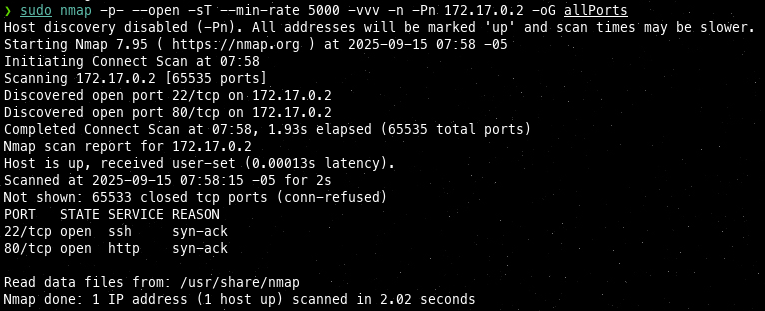 ❯ sudo nmap -p- --open -sT --min-rate 5000 -vvv -n -Pn 172.17.0.2 -oG allPorts
Host discovery disabled (-Pn). All addresses will be marked 'up' and scan times may be slower.
Starting Nmap 7.95 ( https://nmap.org ) at 2025-09-15 07:58 -05
Initiating Connect Scan at 07:58
Scanning 172.17.0.2 [65535 ports]
Discovered open port 22/tcp on 172.17.0.2
Discovered open port 80/tcp on 172.17.0.2
Completed Connect Scan at 07:58, 1.93s elapsed (65535 total ports)
Nmap scan report for 172.17.0.2
Host is up, received user-set (0.00013s latency).
Scanned at 2025-09-15 07:58:15 -05 for 2s
Not shown: 65533 closed tcp ports (conn-refused)
PORT   STATE SERVICE REASON
22/tcp open  ssh     syn-ack
80/tcp open  http    syn-ack
Read data files from: /usr/share/nmap
Nmap done: 1 IP address (1 host up) scanned in 2.02 seconds